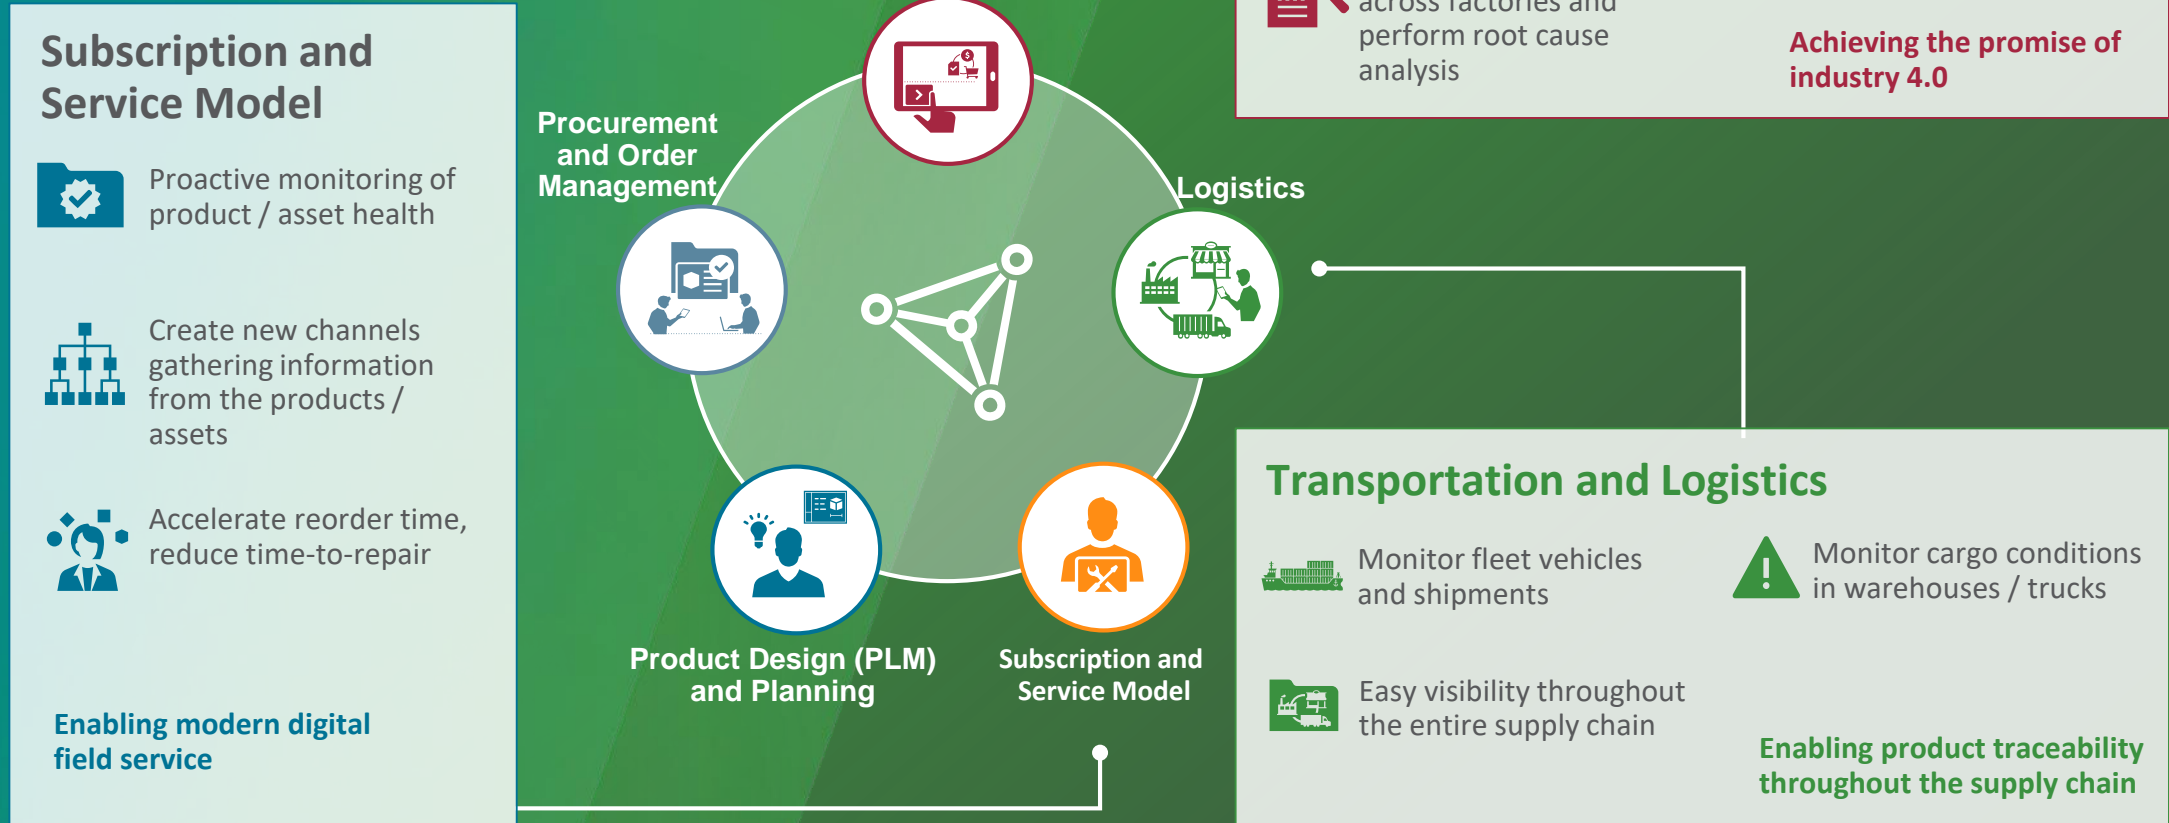 Subscription and
Service Model
Proactive monitoring of
product / asset health
Create new channels
gathering information
from the products /
assets
Accelerate reorder time,
reduce time-to-repair
Enabling modern digital
field service
Procurement
and Order
Management
Logistics
Product Design (PLM)
and Planning
Subscription and
Service Model
across factories and
perform root cause
analysis
Achieving the promise of
industry 4.0
Transportation and Logistics
Monitor fleet vehicles
and shipments
Monitor cargo conditions
in warehouses / trucks
Easy visibility throughout
the entire supply chain
Enabling product traceability
throughout the supply chain